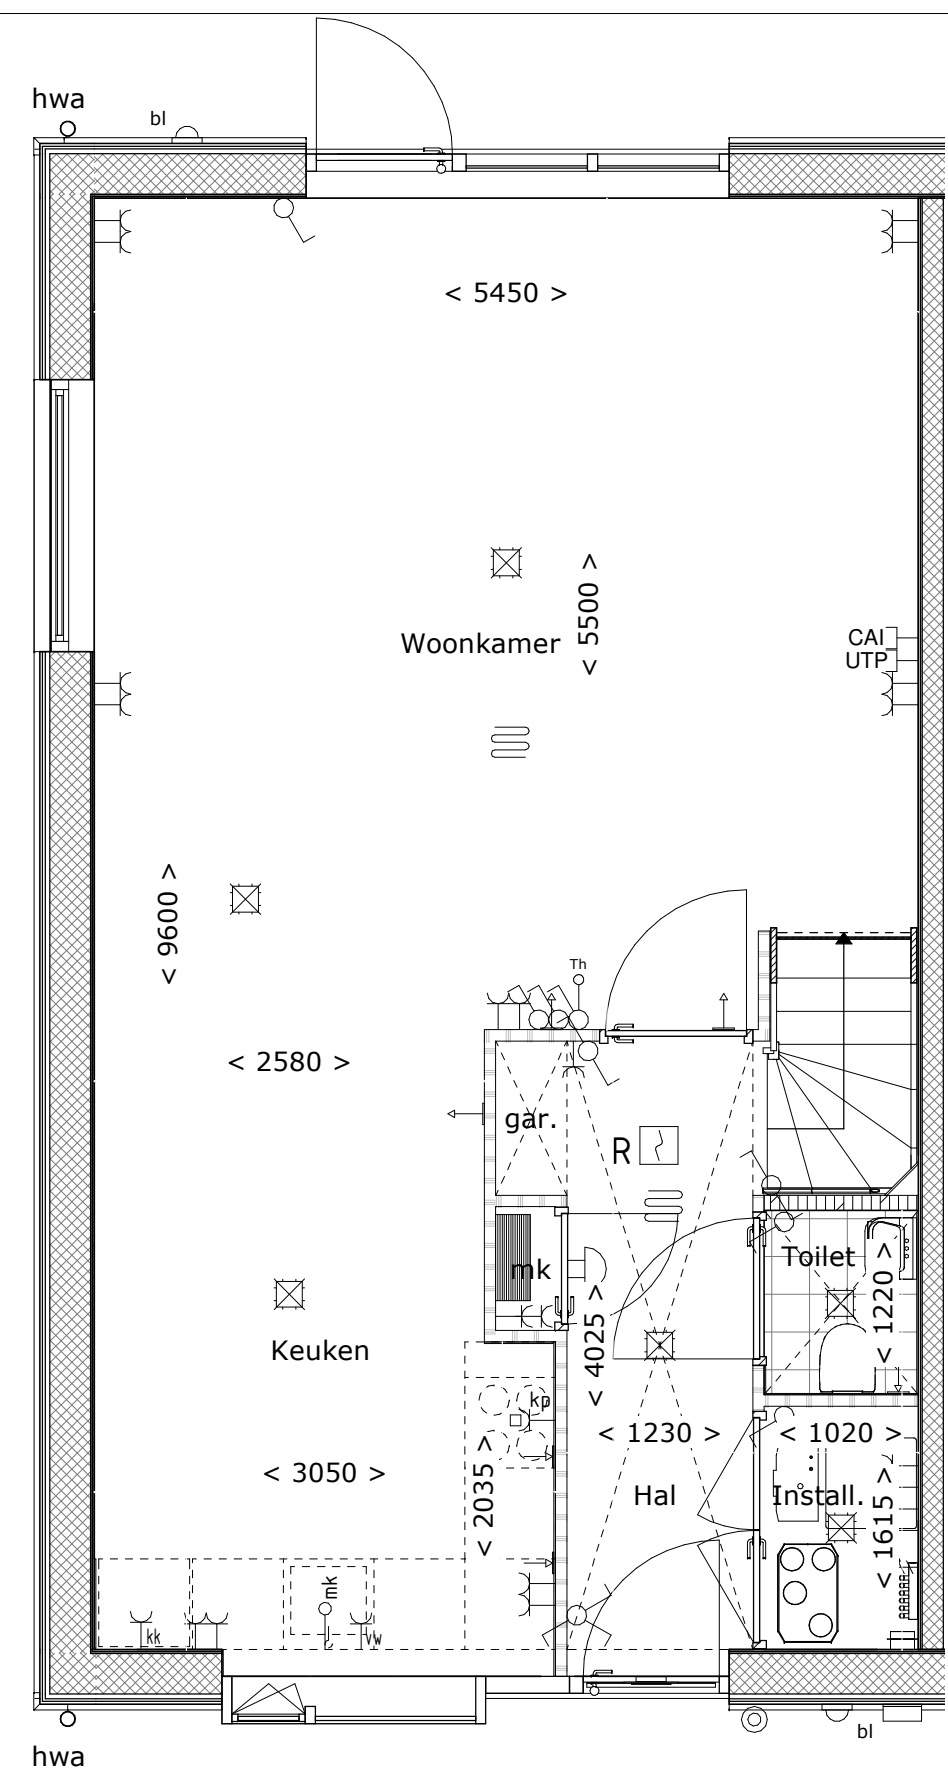 hwa
bl
< 5450 >
< 5500 >
Woonkamer
CAI
UTP
< 9600 >
Th
< 2580 >
gar.
R
mk
Toilet
< 1220 >
< 4025 >
Keuken
kp
< 1230 >
< 1020 >
< 3050 >
< 2035 >
Hal
Install.
< 1615 >
mk
kk
vw
bl
hwa